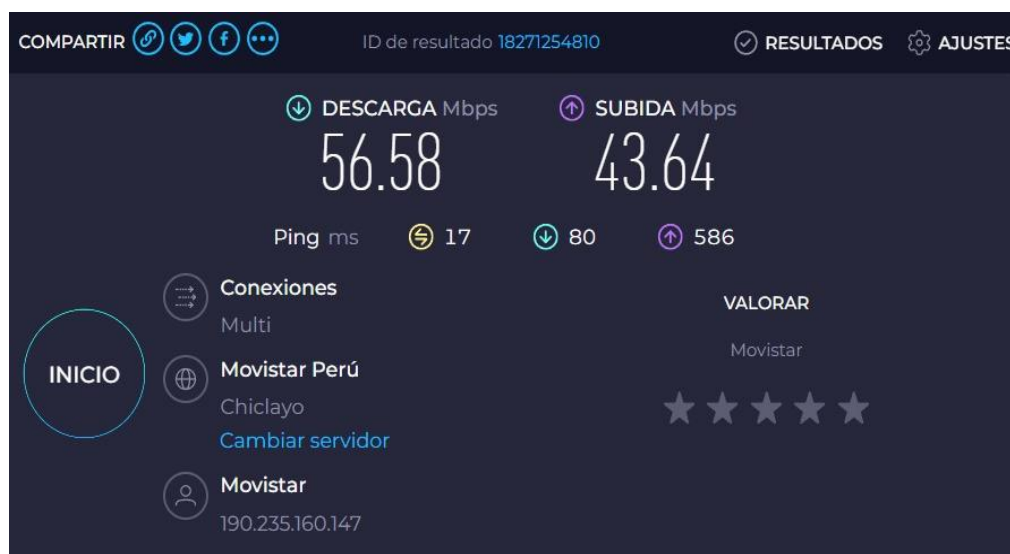 COMPARTIR ID de resultado 18271254810 RESULTADOS AJUSTES
DESCARGA Mbps SUBIDA Mbps
56.58 43.64
Ping ms 17 80 586
Conexiones
Multi
VALORAR
Movistar
INICIO
Movistar Perú
Chiclayo
Cambiar servidor
Movistar
190.235.160.147